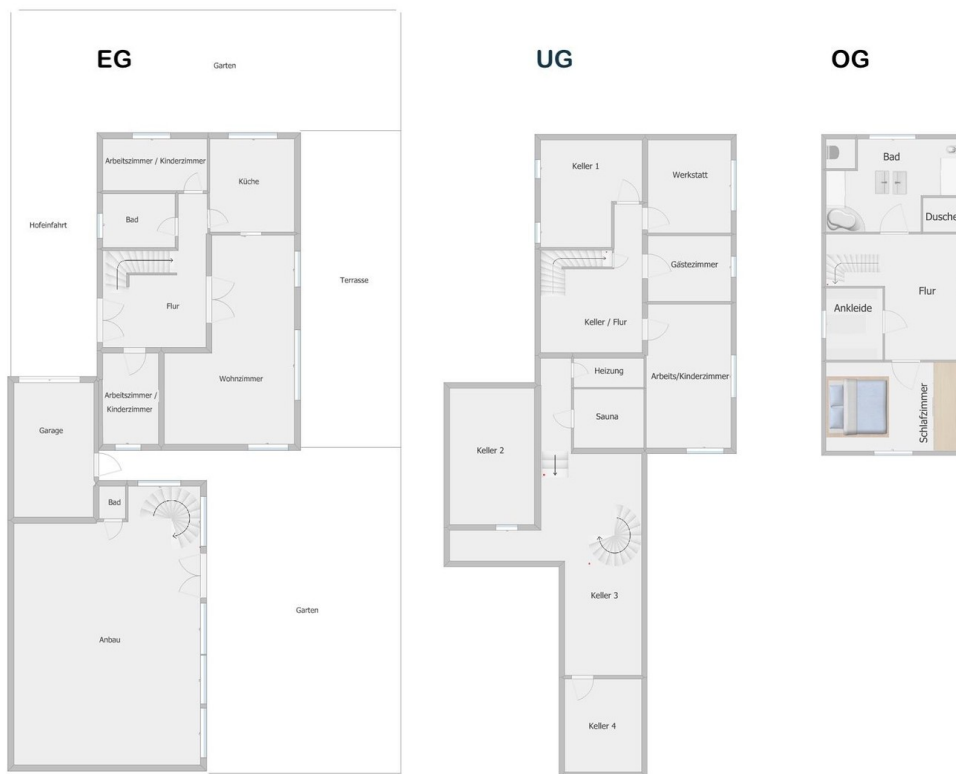 EG
Garten
Arbeitszimmer / Kinderzimmer
Küche
Bad
Hofeinfahrt
Terrasse
Flur
Wohnzimmer
Arbeitszimmer /
Kinderzimmer
Garage
Bad
Garten
Anbau
UG
Keller 1
Werkstatt
Gästezimmer
Keller / Flur
Heizung
Arbeits/Kinderzimmer
Sauna
Keller 2
Keller 3
Keller 4
OG
Bad
Dusche
Flur
Ankleide
Schlafzimmer